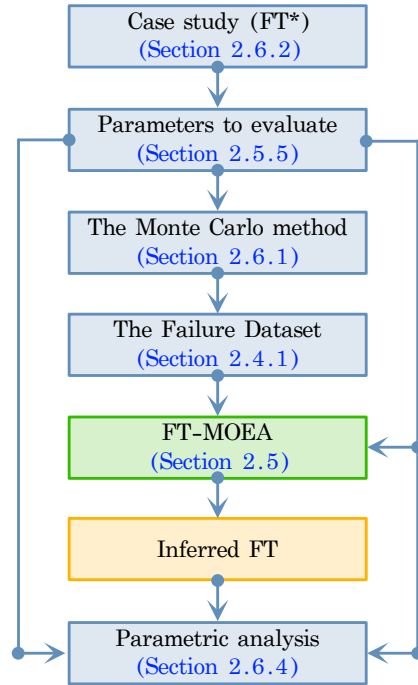 Case study (FT*)
(Section 2.6.2)
Parameters to evaluate
(Section 2.5.5)
The Monte Carlo method
(Section 2.6.1)
The Failure Dataset
(Section 2.4.1)
FT-MOEA
(Section 2.5)
Inferred FT
Parametric analysis
(Section 2.6.4)